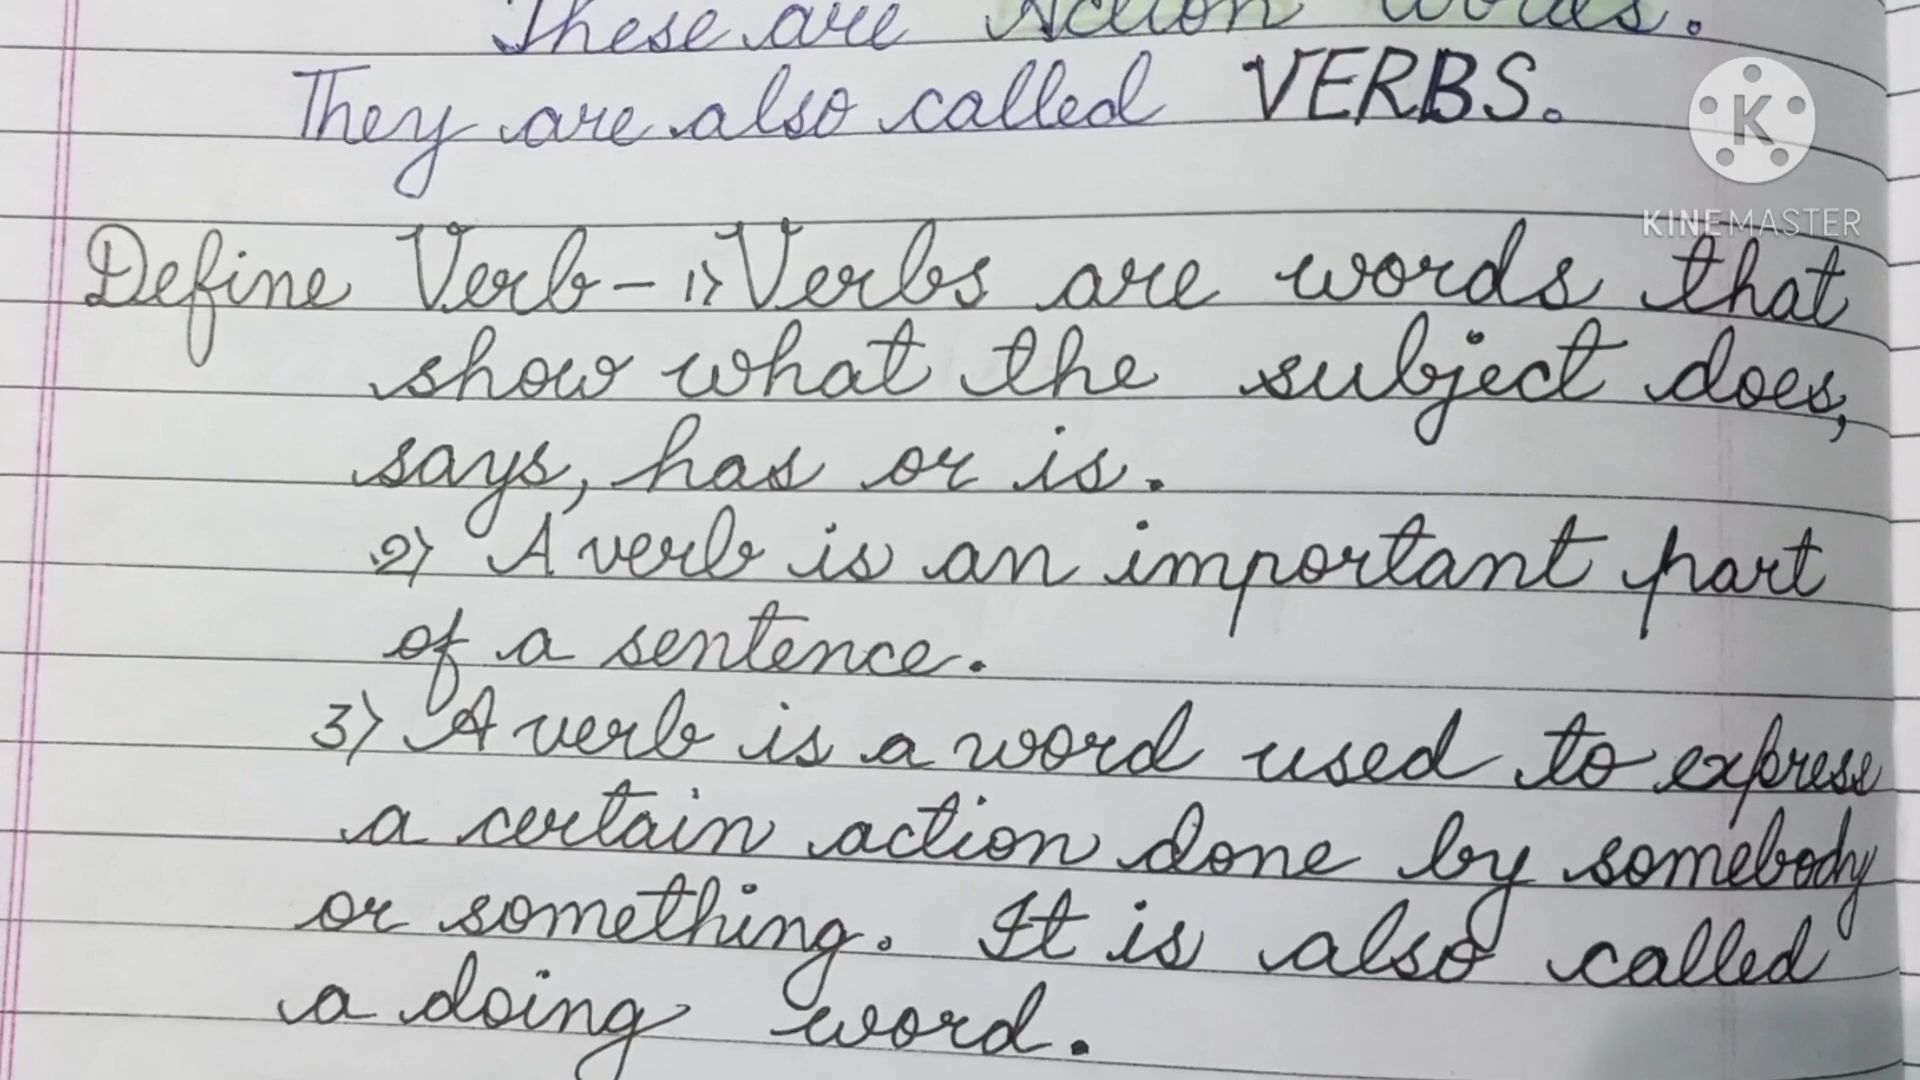 These are Action Words.
They are also called VERBS.
K
KINEMASTER
Define Verb - 1) Verbs are words that
show what the subject does,
says, has or is.
2) A verb is an important part
of a sentence.
3) A verb is a word used to express
a certain action done by somebody
or something. It is also called
a doing word.